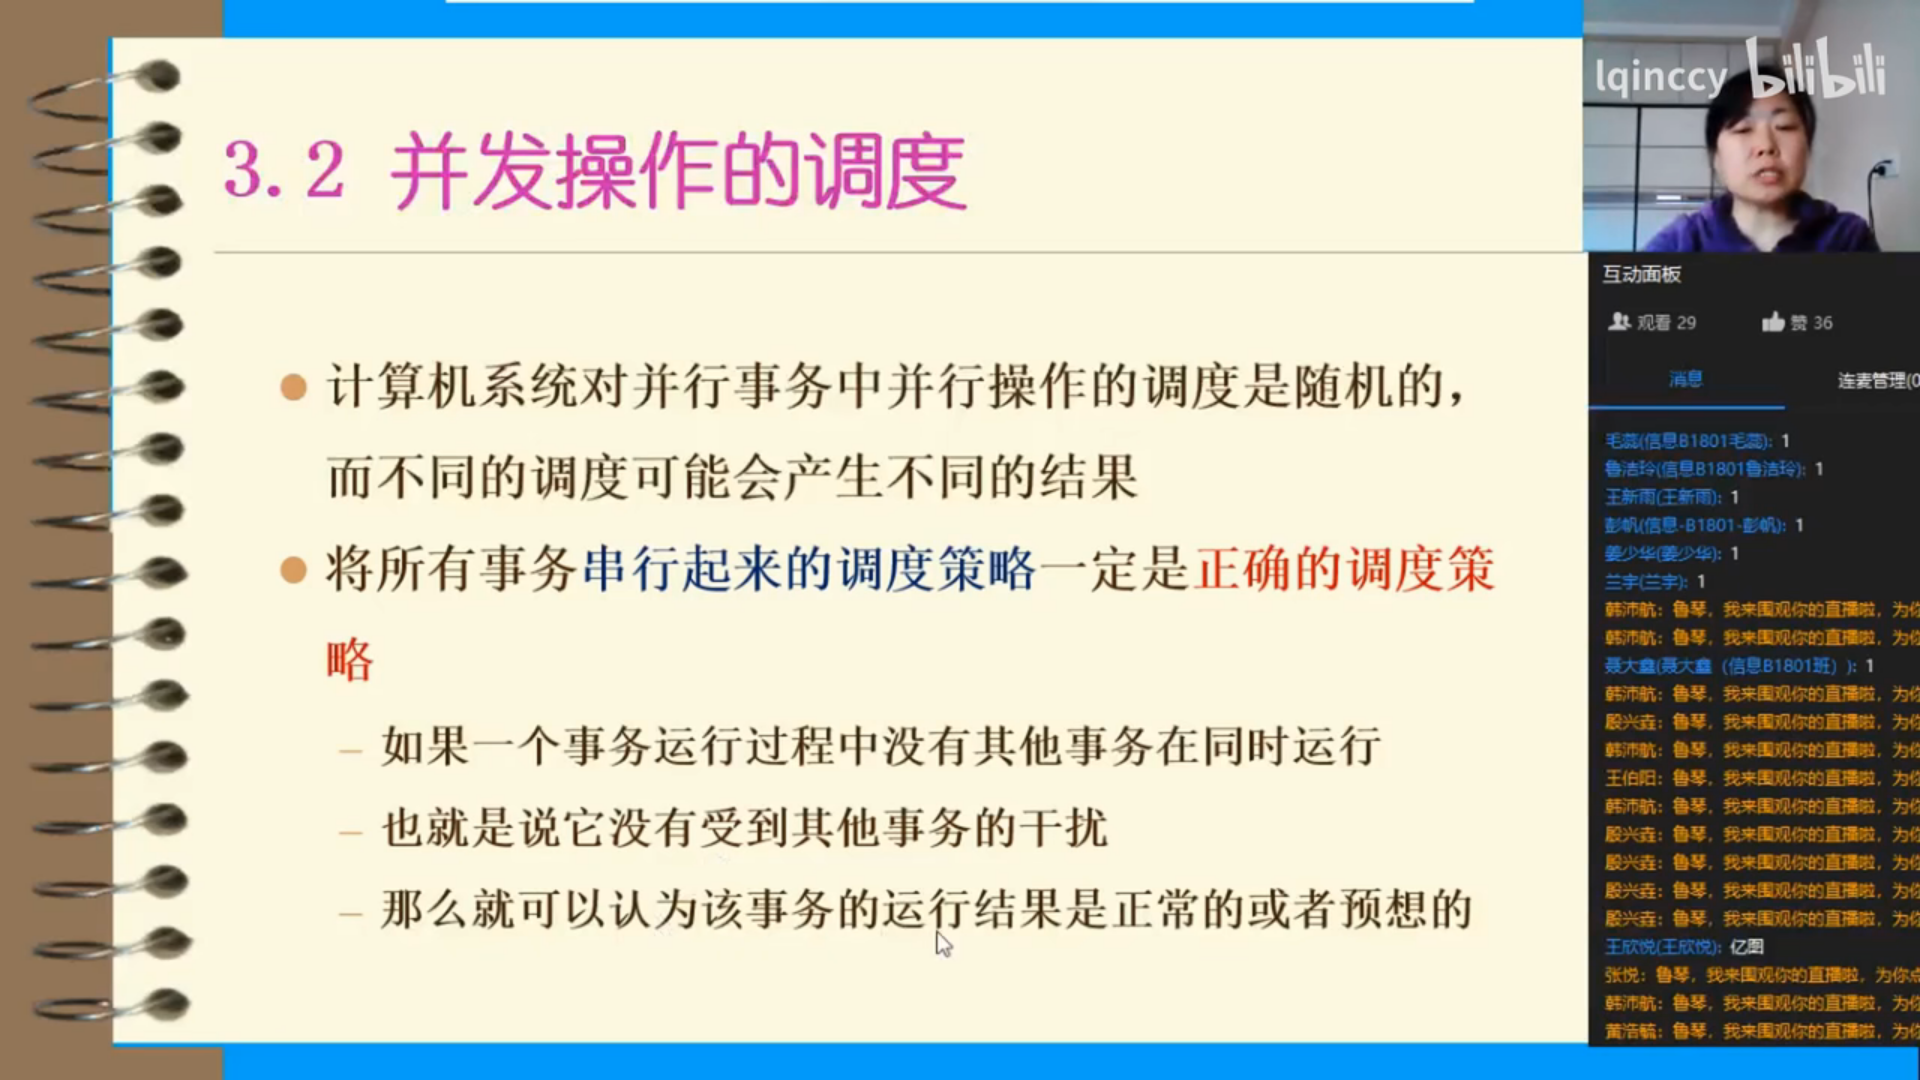 3.2 并发操作的调度
计算机系统对并行事务中并行操作的调度是随机的，
而不同的调度可能会产生不同的结果
将所有事务串行起来的调度策略一定是正确的调度策
略
– 如果一个事务运行过程中没有其他事务在同时运行
– 也就是说它没有受到其他事务的干扰
– 那么就可以认为该事务的运行结果是正常的或者预想的
lqinccy bilibili
互动面板
观看 29 赞 36
消息 连麦管理(0
毛蕊(信息B1801毛蕊): 1
鲁洁玲(信息B1801鲁洁玲): 1
王新雨(王新雨): 1
彭帆(信息-B1801-彭帆): 1
姜少华(姜少华): 1
兰宇(兰宇): 1
韩沛航: 鲁琴，我来围观你的直播啦，为你
韩沛航: 鲁琴，我来围观你的直播啦，为你
聂大鑫(聂大鑫（信息B1801班）): 1
韩沛航: 鲁琴，我来围观你的直播啦，为你
殷兴垚: 鲁琴，我来围观你的直播啦，为你
韩沛航: 鲁琴，我来围观你的直播啦，为你
王伯阳: 鲁琴，我来围观你的直播啦，为你
韩沛航: 鲁琴，我来围观你的直播啦，为你
殷兴垚: 鲁琴，我来围观你的直播啦，为你
殷兴垚: 鲁琴，我来围观你的直播啦，为你
殷兴垚: 鲁琴，我来围观你的直播啦，为你
殷兴垚: 鲁琴，我来围观你的直播啦，为你
王欣悦(王欣悦): 亿图
张悦: 鲁琴，我来围观你的直播啦，为你点
韩沛航: 鲁琴，我来围观你的直播啦，为你
黄浩毓: 鲁琴，我来围观你的直播啦，为你